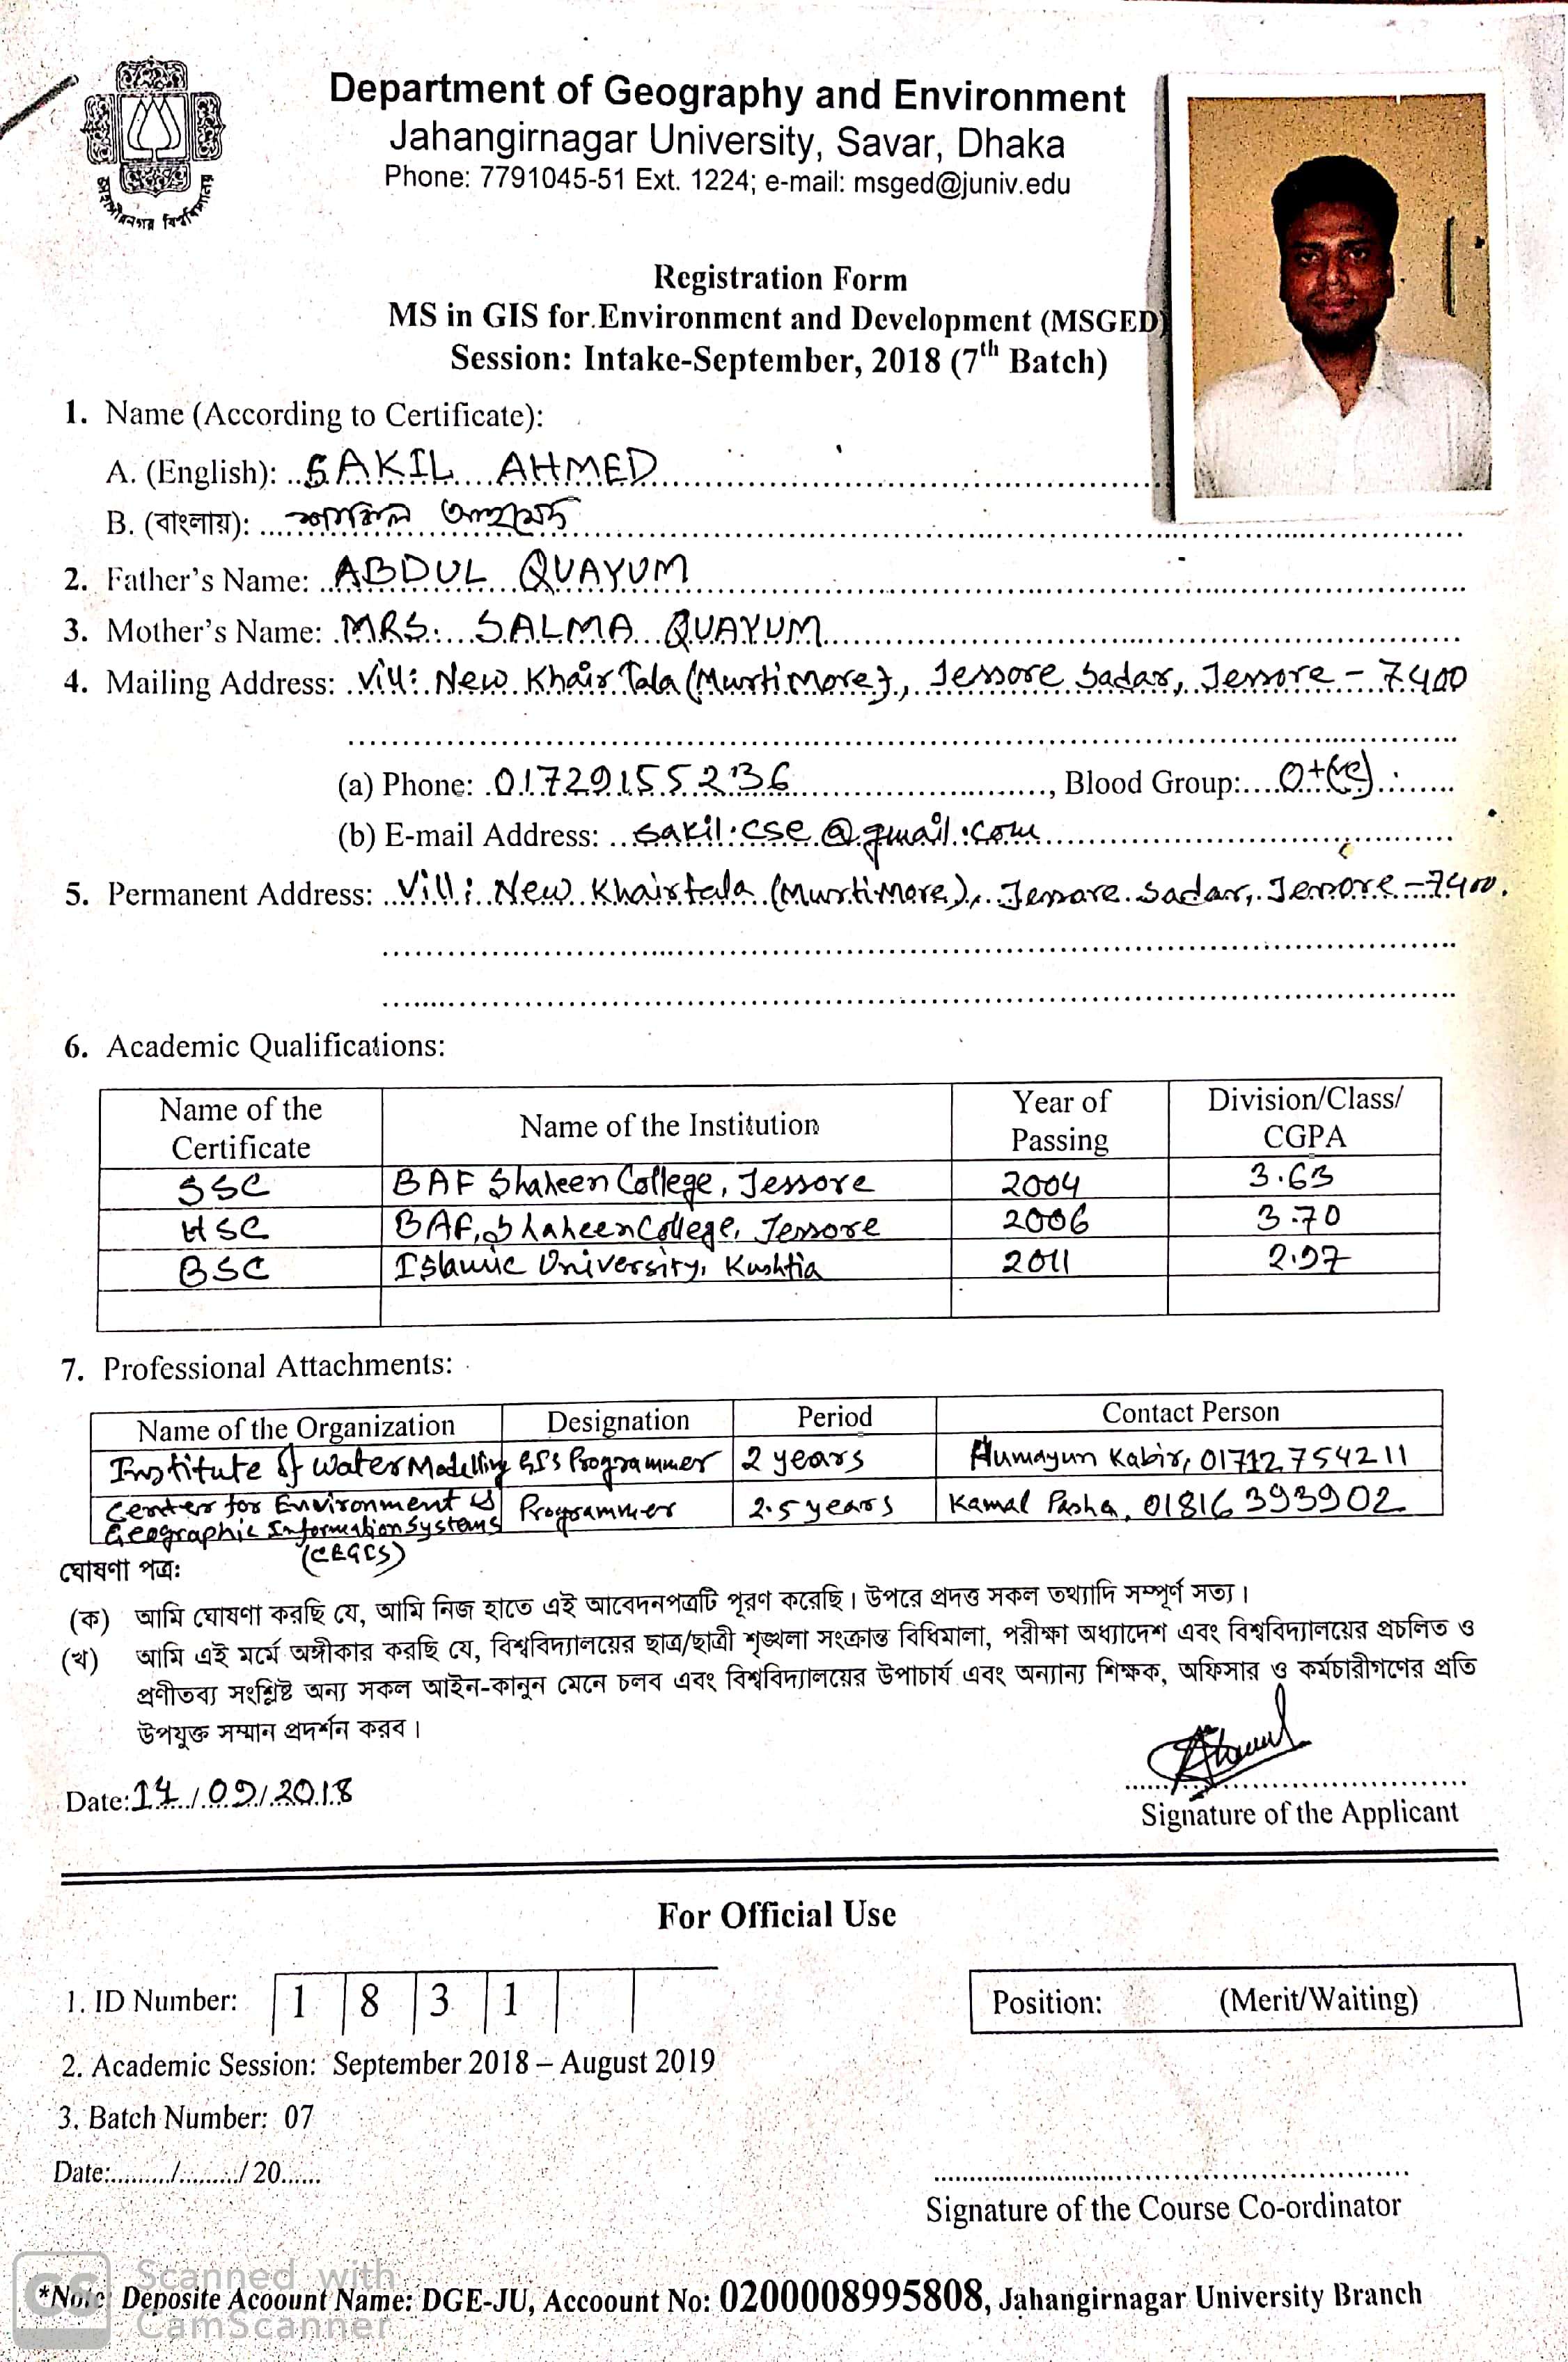 জাহাঙ্গীরনগর বিশ্ববিদ্যালয়
Department of Geography and Environment
Jahangirnagar University, Savar, Dhaka
Phone: 7791045-51 Ext. 1224; e-mail: msged@juniv.edu
Registration Form
MS in GIS for Environment and Development (MSGED)
Session: Intake-September, 2018 (7th Batch)
1. Name (According to Certificate):
A. (English): SAKIL AHMED
B. (বাংলায়): শাকিল আহমেদ
2. Father's Name: ABDUL QUAYUM
3. Mother's Name: MRS. SALMA QUAYUM
4. Mailing Address: Vill: New Khair Tala (Murti More), Jessore Sadar, Jessore - 7400
(a) Phone: 01729155236, Blood Group: O+(ve)
(b) E-mail Address: sakil.cse@gmail.com
5. Permanent Address: Vill: New Khairtala (Murti More), Jessore Sadar, Jessore - 7400.
6. Academic Qualifications:
Name of the Certificate Name of the Institution Year of Passing Division/Class/ CGPA
SSC BAF Shaheen College, Jessore 2004 3.63
HSC BAF, Shaheen College, Jessore 2006 3.70
BSC Islamic University, Kushtia 2011 2.97
7. Professional Attachments:
Name of the Organization Designation Period Contact Person
Institute of Water Modelling GIS Programmer 2 years Humayun Kabir, 01712754211
Center for Environment & Geographic Information Systems (CEGIS) Programmer 2.5 years Kamal Pasha, 01816393902
ঘোষণা পত্র:
(ক) আমি ঘোষণা করছি যে, আমি নিজ হাতে এই আবেদনপত্রটি পূরণ করেছি। উপরে প্রদত্ত সকল তথ্যাদি সম্পূর্ণ সত্য।
(খ) আমি এই মর্মে অঙ্গীকার করছি যে, বিশ্ববিদ্যালয়ের ছাত্র/ছাত্রী শৃঙ্খলা সংক্রান্ত বিধিমালা, পরীক্ষা অধ্যাদেশ এবং বিশ্ববিদ্যালয়ের প্রচলিত ও
প্রণীতব্য সংশ্লিষ্ট অন্য সকল আইন-কানুন মেনে চলব এবং বিশ্ববিদ্যালয়ের উপাচার্য এবং অন্যান্য শিক্ষক, অফিসার ও কর্মচারীগণের প্রতি
উপযুক্ত সম্মান প্রদর্শন করব।
Date: 14/09/2018
Signature of the Applicant
For Official Use
1. ID Number: 1 8 3 1
Position: (Merit/Waiting)
2. Academic Session: September 2018 – August 2019
3. Batch Number: 07
Date:........./........./20......
Signature of the Course Co-ordinator
*Note: Deposite Acoount Name: DGE-JU, Accoount No: 0200008995808, Jahangirnagar University Branch
CS Scanned with
CamScanner